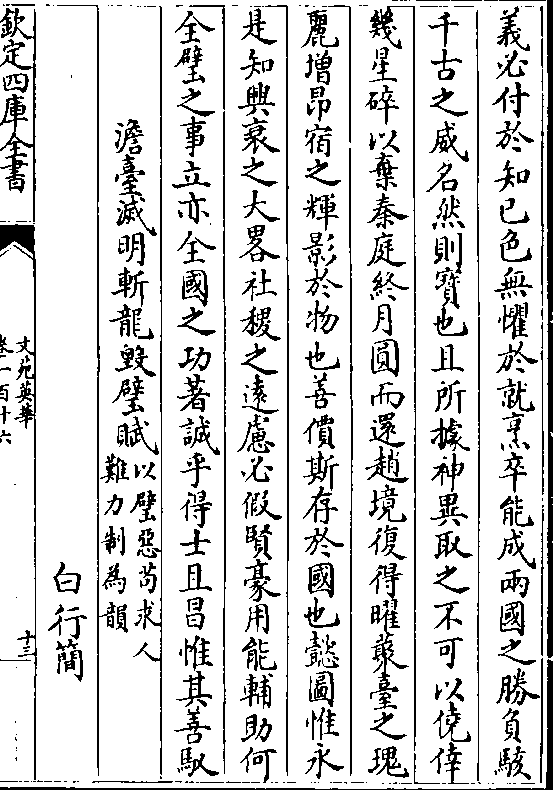 義必付於知已色無懼於就烹卒能成兩國之勝負駭
千古之威名然則寳也且所據神異取之不可以僥倖
幾星碎以棄秦庭終月圓而還趙境復得曜藂臺之瑰
麗增昂宿之輝影於物也善價斯存於國也懿圖惟永
是知興衰之大畧社稷之逺慮必假賢豪用能輔助何
全璧之事立亦全國之功著誠乎得士且昌惟其善馭
澹臺滅明斬龍毀璧賦以璧惡苟求人
難力制為韻
白行簡
欽定四庫全書
文苑英華
卷一百十六
十三